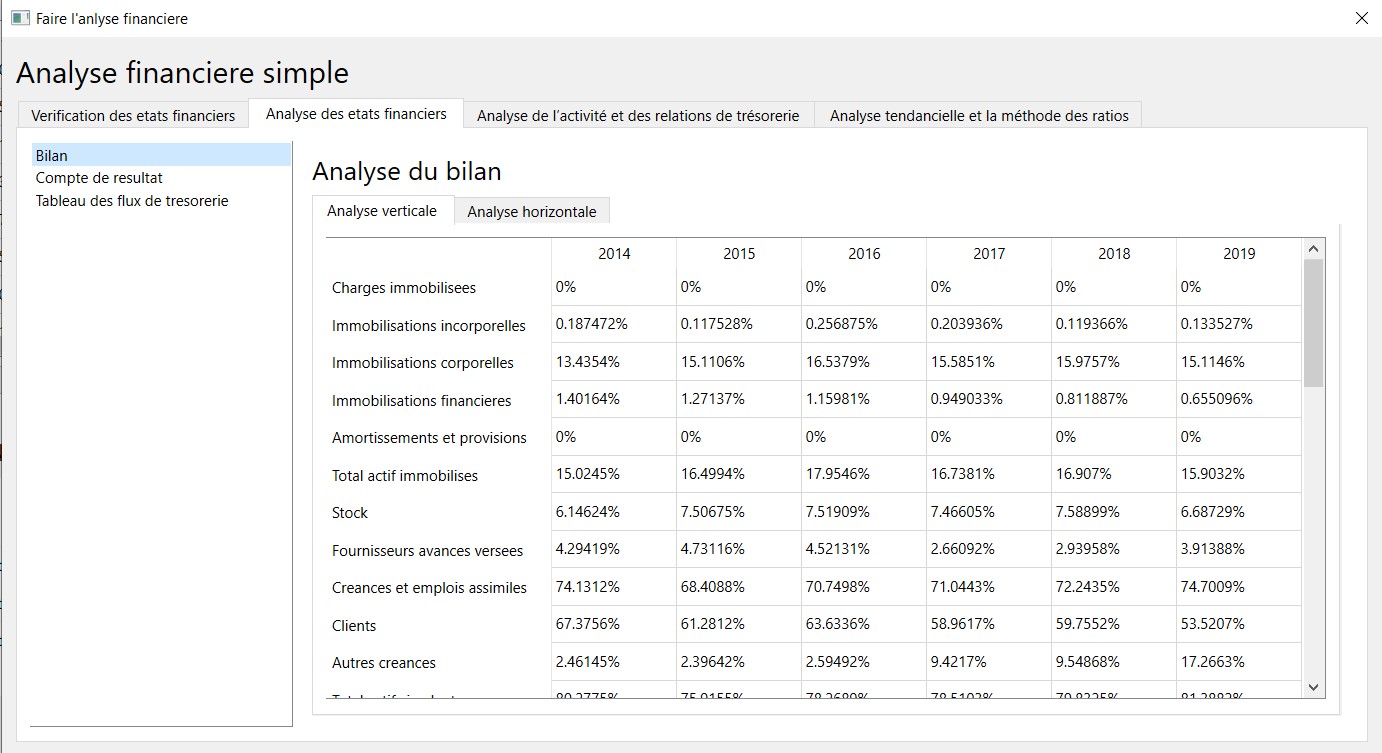 Faire l'anlyse financiere
Analyse financiere simple
Verification des etats financiers Analyse des etats financiers Analyse de l’activité et des relations de trésorerie Analyse tendancielle et la méthode des ratios
Bilan
Compte de resultat
Tableau des flux de tresorerie
Analyse du bilan
Analyse verticale Analyse horizontale
2014 2015 2016 2017 2018 2019
Charges immobilisees 0% 0% 0% 0% 0% 0%
Immobilisations incorporelles 0.187472% 0.117528% 0.256875% 0.203936% 0.119366% 0.133527%
Immobilisations corporelles 13.4354% 15.1106% 16.5379% 15.5851% 15.9757% 15.1146%
Immobilisations financieres 1.40164% 1.27137% 1.15981% 0.949033% 0.811887% 0.655096%
Amortissements et provisions 0% 0% 0% 0% 0% 0%
Total actif immobilises 15.0245% 16.4994% 17.9546% 16.7381% 16.907% 15.9032%
Stock 6.14624% 7.50675% 7.51909% 7.46605% 7.58899% 6.68729%
Fournisseurs avances versees 4.29419% 4.73116% 4.52131% 2.66092% 2.93958% 3.91388%
Creances et emplois assimiles 74.1312% 68.4088% 70.7498% 71.0443% 72.2435% 74.7009%
Clients 67.3756% 61.2812% 63.6336% 58.9617% 59.7552% 53.5207%
Autres creances 2.46145% 2.39642% 2.59492% 9.4217% 9.54868% 17.2663%